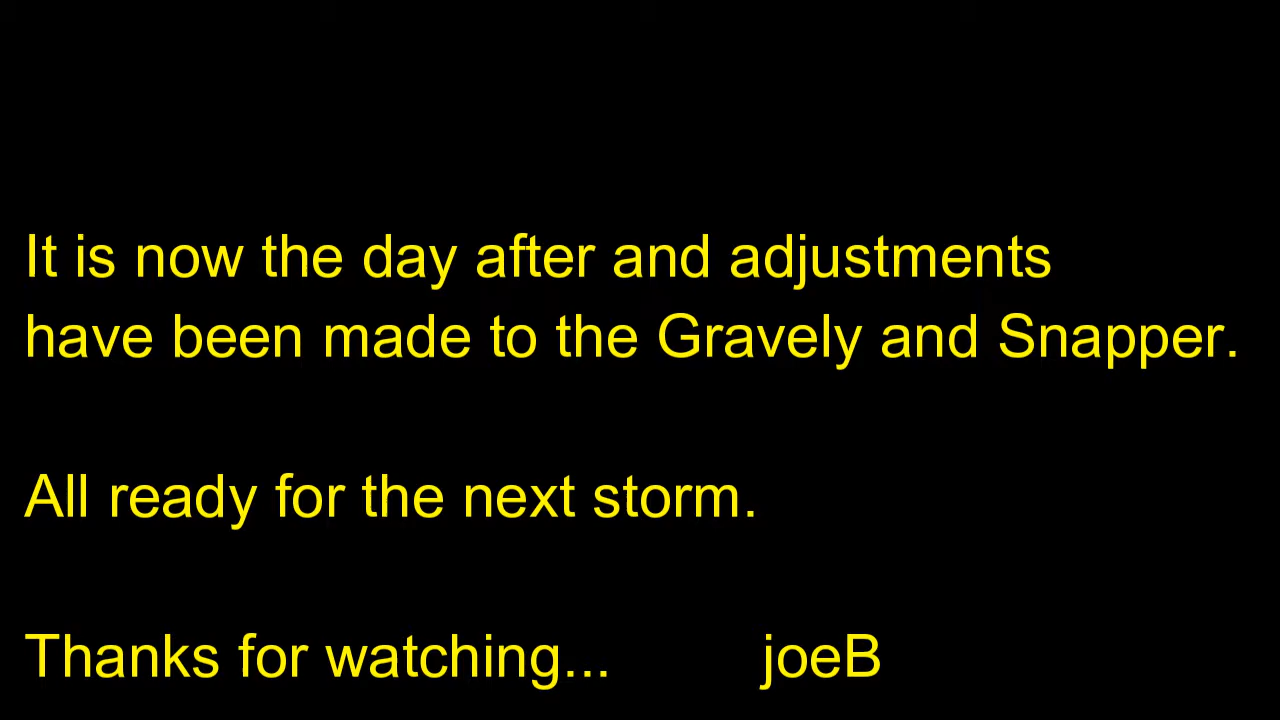 It is now the day after and adjustments
have been made to the Gravely and Snapper.
All ready for the next storm.
Thanks for watching... joeB